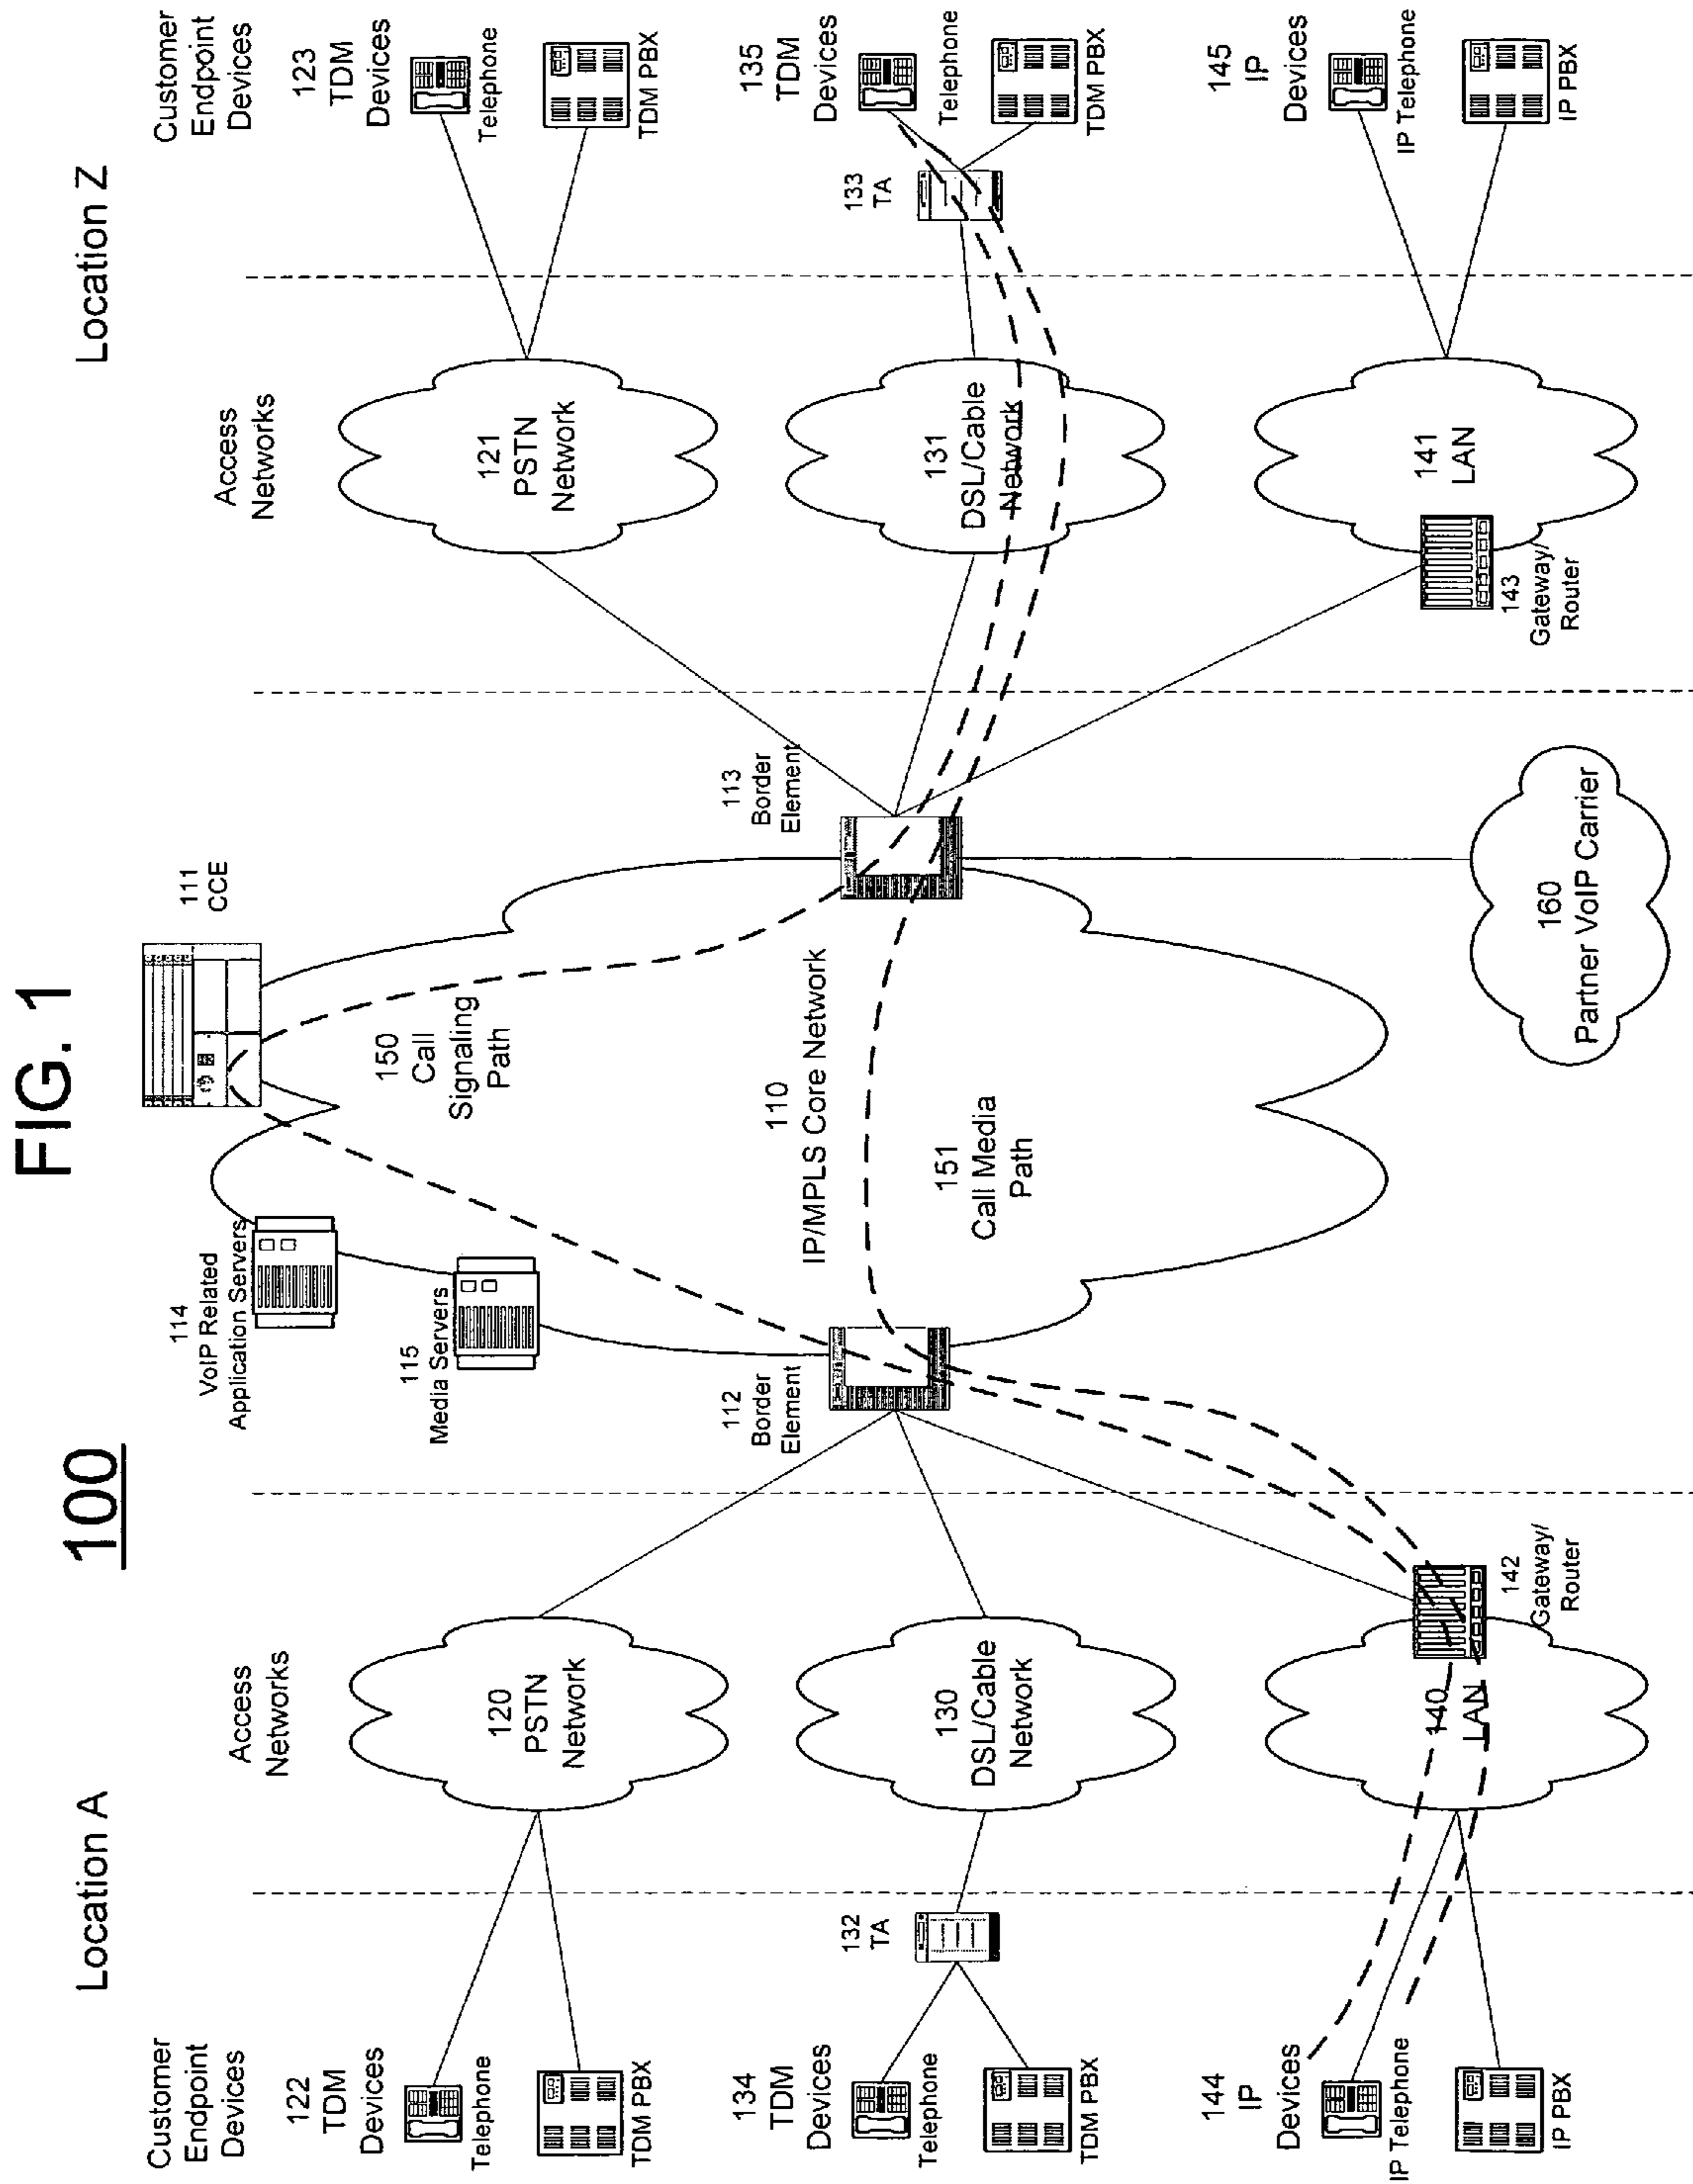 FIG. 1
100
Location A
Location Z
Customer
Endpoint
Devices
Access
Networks
Access
Networks
Customer
Endpoint
Devices
114
VoIP Related
Application Servers
115
Media Servers
111
CCE
122
TDM
Devices
Telephone
TDM PBX
120
PSTN
Network
150
Call
Signaling
Path
121
PSTN
Network
123
TDM
Devices
Telephone
TDM PBX
134
TDM
Devices
Telephone
TDM PBX
132
TA
130
DSL/Cable
Network
112
Border
Element
110
IP/MPLS Core Network
151
Call Media
Path
113
Border
Element
131
DSL/Cable
Network
133
TA
135
TDM
Devices
Telephone
TDM PBX
144
IP
Devices
IP Telephone
IP PBX
140
LAN
142
Gateway/
Router
160
Partner VoIP Carrier
143
Gateway/
Router
141
LAN
145
IP
Devices
IP Telephone
IP PBX